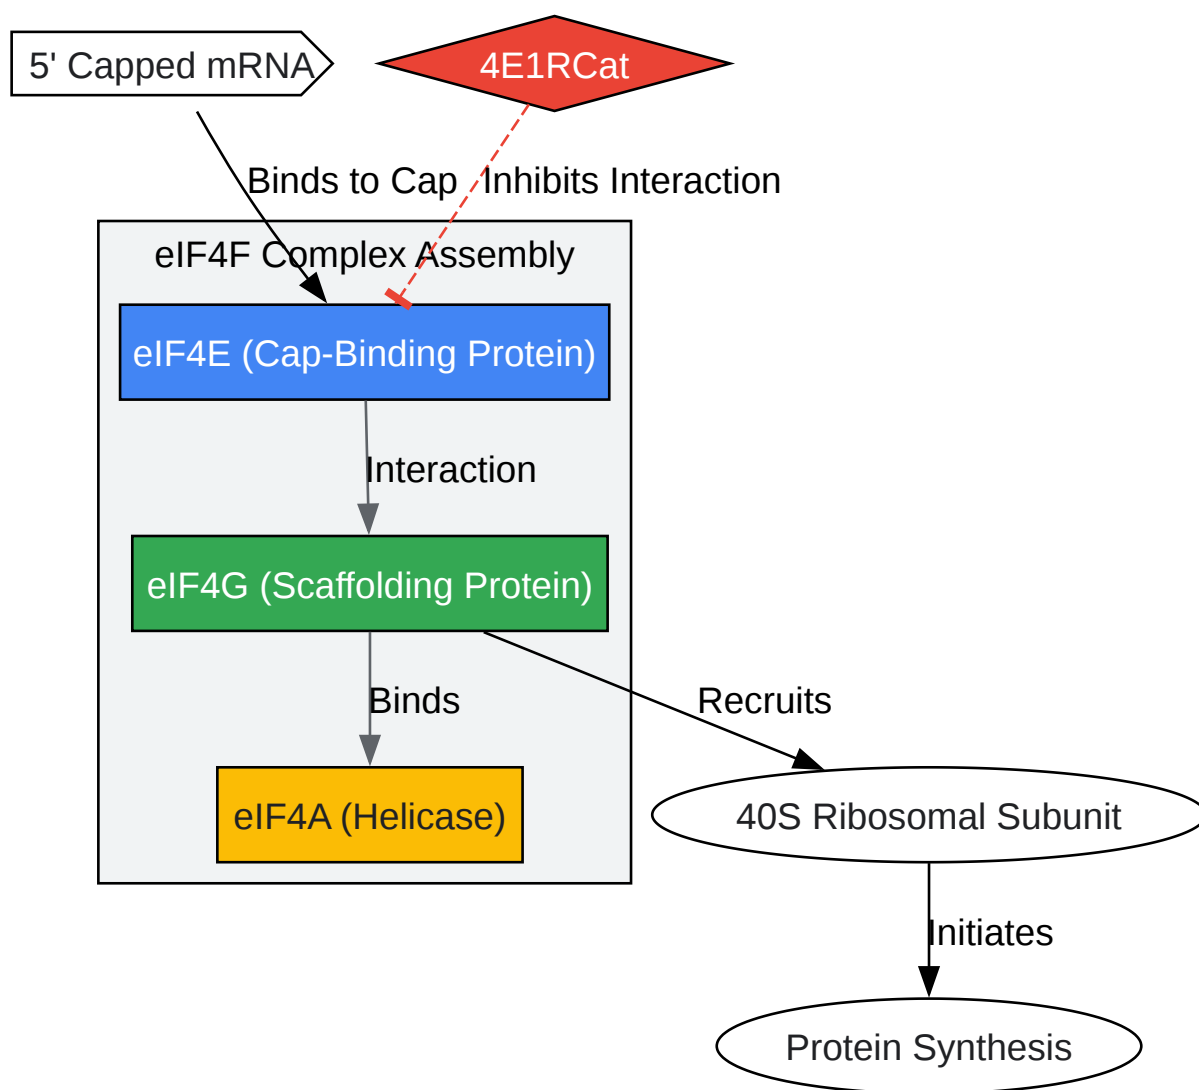 5' Capped mRNA
4E1RCat
Binds to Cap
Inhibits Interaction
eIF4F Complex Assembly
eIF4E (Cap-Binding Protein)
Interaction
eIF4G (Scaffolding Protein)
Binds
Recruits
eIF4A (Helicase)
40S Ribosomal Subunit
Initiates
Protein Synthesis